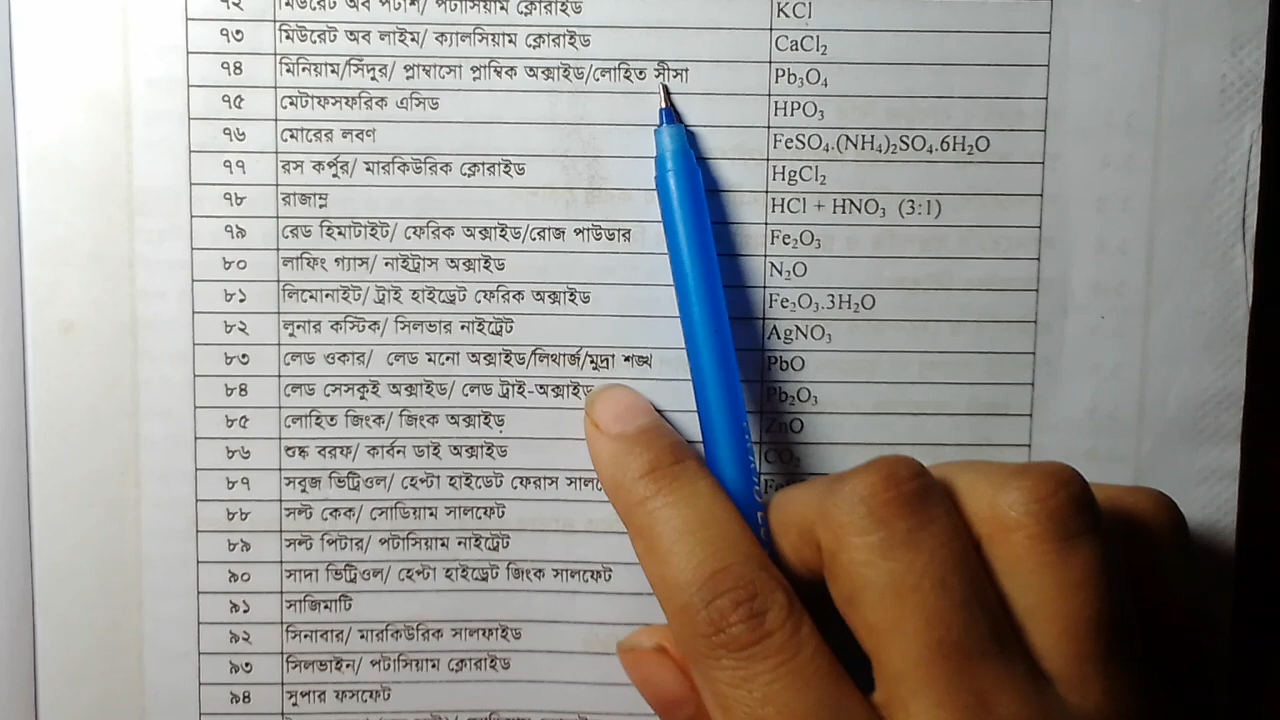 ৭২ মিউরেট অব পটাশ/ পটাসিয়াম ক্লোরাইড KCl
৭৩ মিউরেট অব লাইম/ ক্যালসিয়াম ক্লোরাইড CaCl₂
৭৪ মিনিয়াম/সিঁদুর/ প্লাম্বাসো প্লাম্বিক অক্সাইড/লোহিত সীসা Pb₃O₄
৭৫ মেটাফসফরিক এসিড HPO₃
৭৬ মোরের লবণ FeSO₄.(NH₄)₂SO₄.6H₂O
৭৭ রস কর্পূর/ মারকিউরিক ক্লোরাইড HgCl₂
৭৮ রাজাম্ল HCl + HNO₃ (3:1)
৭৯ রেড হিমাটাইট/ ফেরিক অক্সাইড/রোজ পাউডার Fe₂O₃
৮০ লাফিং গ্যাস/ নাইট্রাস অক্সাইড N₂O
৮১ লিমোনাইট/ ট্রাই হাইড্রেট ফেরিক অক্সাইড Fe₂O₃.3H₂O
৮২ লুনার কস্টিক/ সিলভার নাইট্রেট AgNO₃
৮৩ লেড ওকার/ লেড মনো অক্সাইড/লিথার্জ/মুদ্রা শঙ্খ PbO
৮৪ লেড সেসকুই অক্সাইড/ লেড ট্রাই-অক্সাইড Pb₂O₃
৮৫ লোহিত জিংক/ জিংক অক্সাইড় ZnO
৮৬ শুষ্ক বরফ/ কার্বন ডাই অক্সাইড CO₂
৮৭ সবুজ ভিট্রিওল/ হেপ্টা হাইডেট ফেরাস
৮৮ সল্ট কেক/ সোডিয়াম সালফেট
৮৯ সল্ট পিটার/ পটাসিয়াম নাইট্রেট
৯০ সাদা ভিট্রিওল/ হেপ্টা হাইড্রেট জিংক সালফেট
৯১ সাজিমাটি
৯২ সিনাবার/ মারকিউরিক সালফাইড
৯৩ সিলভাইন/ পটাসিয়াম ক্লোরাইড
৯৪ সুপার ফসফেট